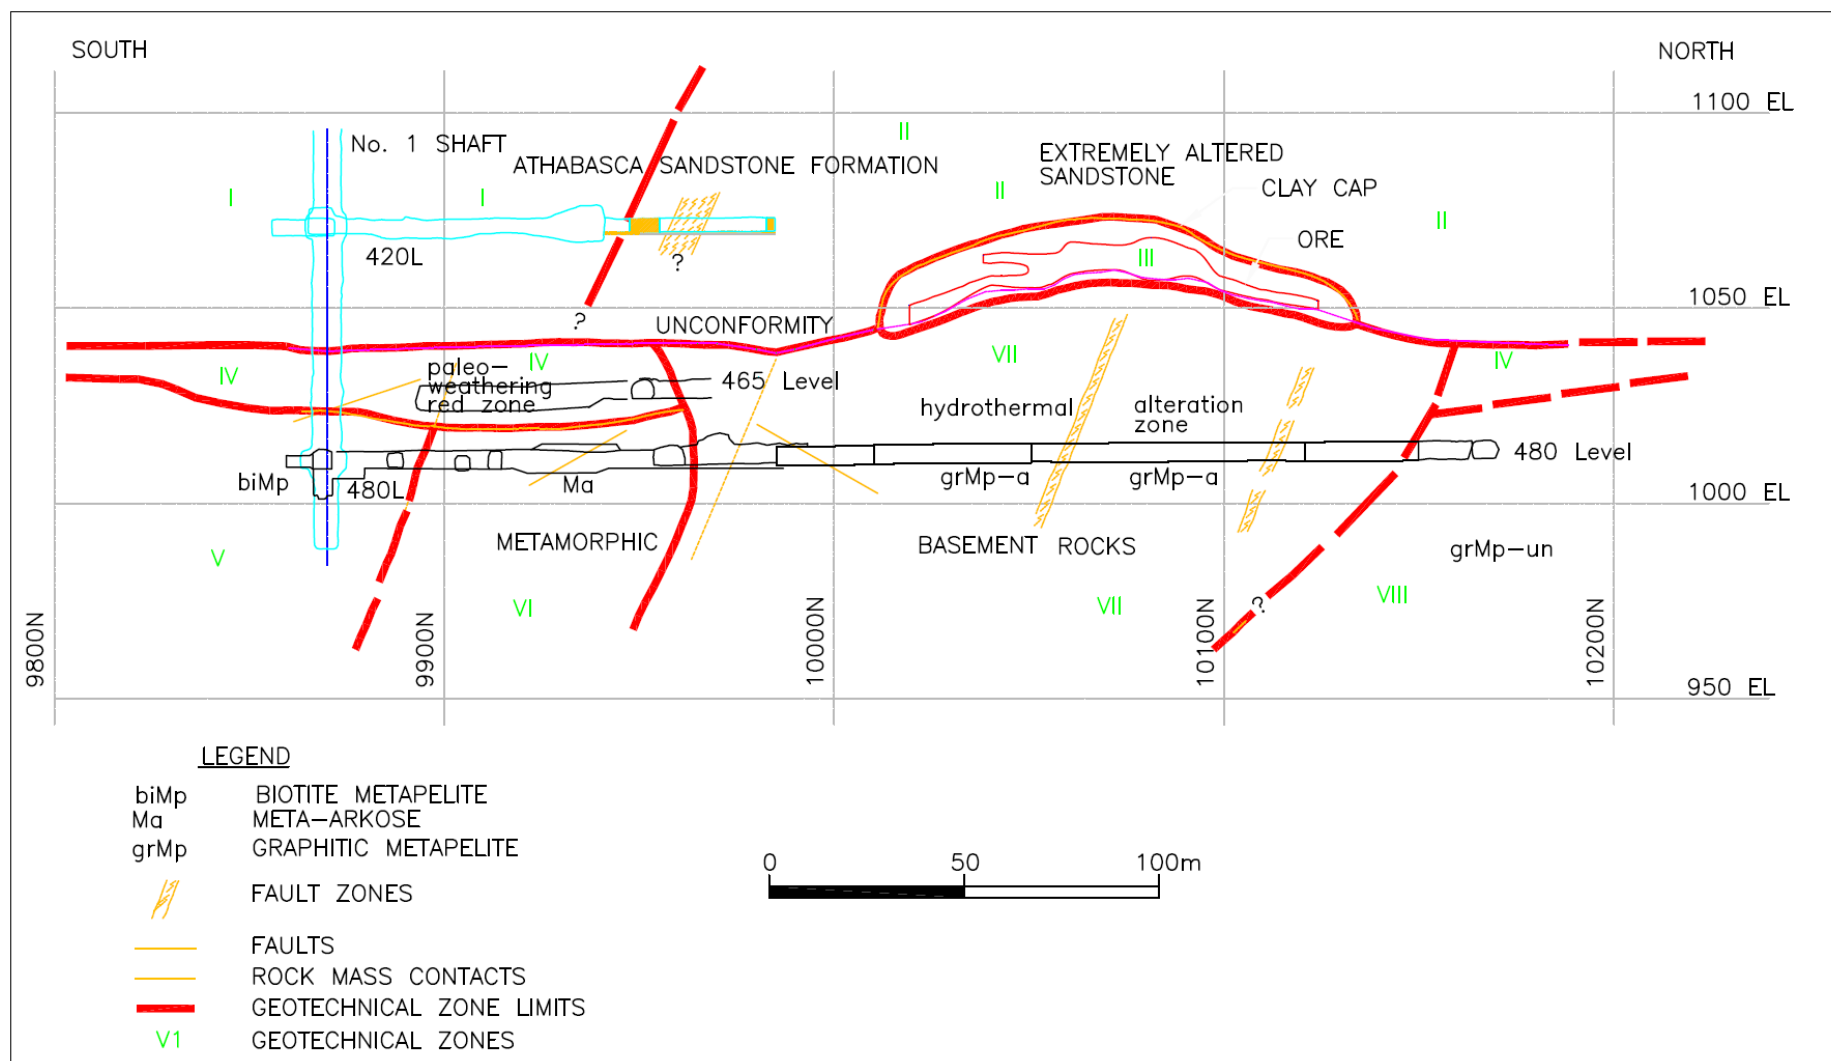 SOUTH
NORTH
1100 EL
II
No. 1 SHAFT
ATHABASCA SANDSTONE FORMATION
EXTREMELY ALTERED
SANDSTONE
CLAY CAP
I
I
II
II
ORE
420L
?
III
1050 EL
?
UNCONFORMITY
IV
IV
VII
IV
paleo-
weathering
red zone
465 Level
hydrothermal
alteration
zone
480 Level
biMp
480L
Ma
grMp-a
grMp-a
1000 EL
METAMORPHIC
BASEMENT ROCKS
grMp-un
V
VI
VII
VIII
?
9800N
9900N
10000N
10100N
10200N
950 EL
LEGEND
biMp BIOTITE METAPELITE
Ma META-ARKOSE
grMp GRAPHITIC METAPELITE
FAULT ZONES
FAULTS
ROCK MASS CONTACTS
GEOTECHNICAL ZONE LIMITS
V1 GEOTECHNICAL ZONES
0 50 100m